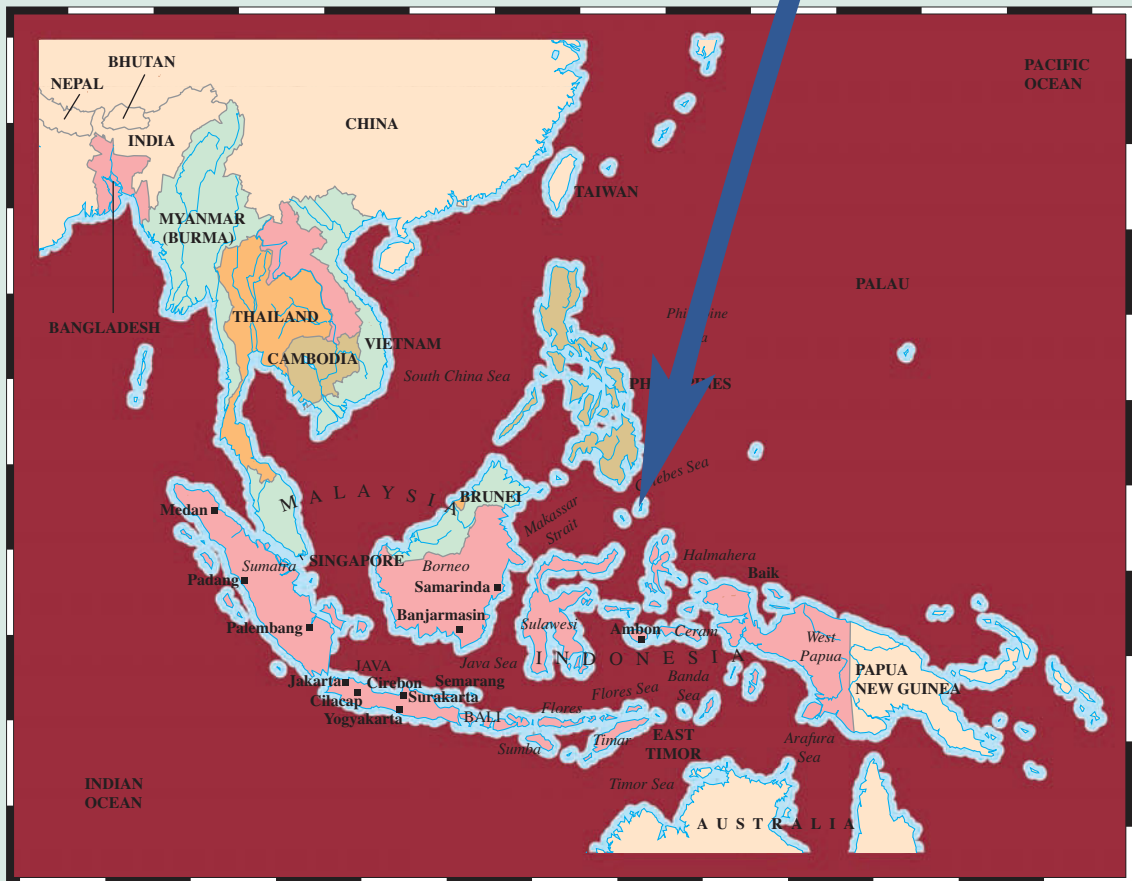 BHUTAN
NEPAL
INDIA
CHINA
PACIFIC
OCEAN
TAIWAN
MYANMAR
(BURMA)
PALAU
BANGLADESH
THAILAND
VIETNAM
CAMBODIA
South China Sea
MALAYSIA
BRUNEI
Makassar
Strait
Medan
SINGAPORE
Sumatra
Borneo
Halmahera
Padang
Samarinda
Baik
Banjarmasin
Palembang
Sulawesi
Ambon
Ceram
West
Papua
INDONESIA
JAVA
Java Sea
Banda
Sea
PAPUA
NEW GUINEA
Jakarta
Cirebon
Semarang
Cilacap
Surakarta
Flores Sea
Yogyakarta
BALI
Flores
Sumba
Timar
EAST
TIMOR
Arafura
Sea
Timor Sea
INDIAN
OCEAN
AUSTRALIA